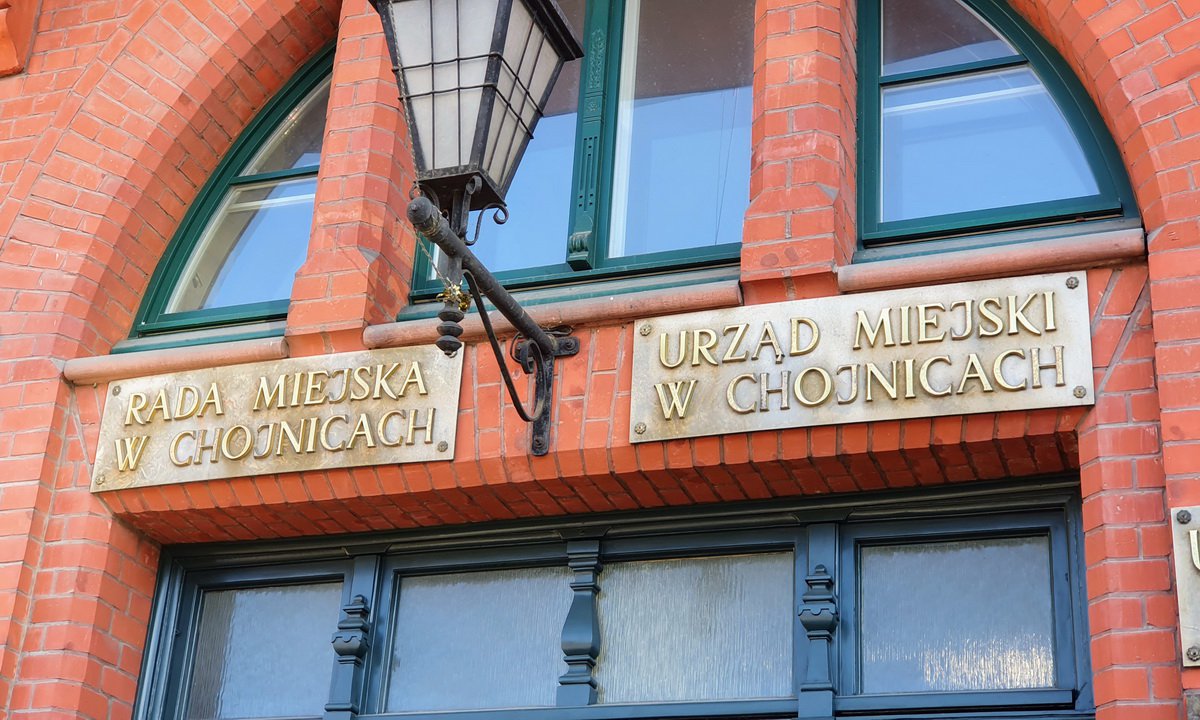 RADA MIEJSKA
W CHOJNICACH
URZĄD MIEJSKI
W CHOJNICACH